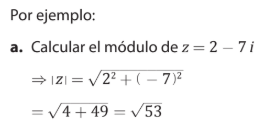 Por ejemplo:
a. Calcular el módulo de z = 2 − 7 i
⇒ |Z| = √2² + ( − 7)²
= √4 + 49 = √53